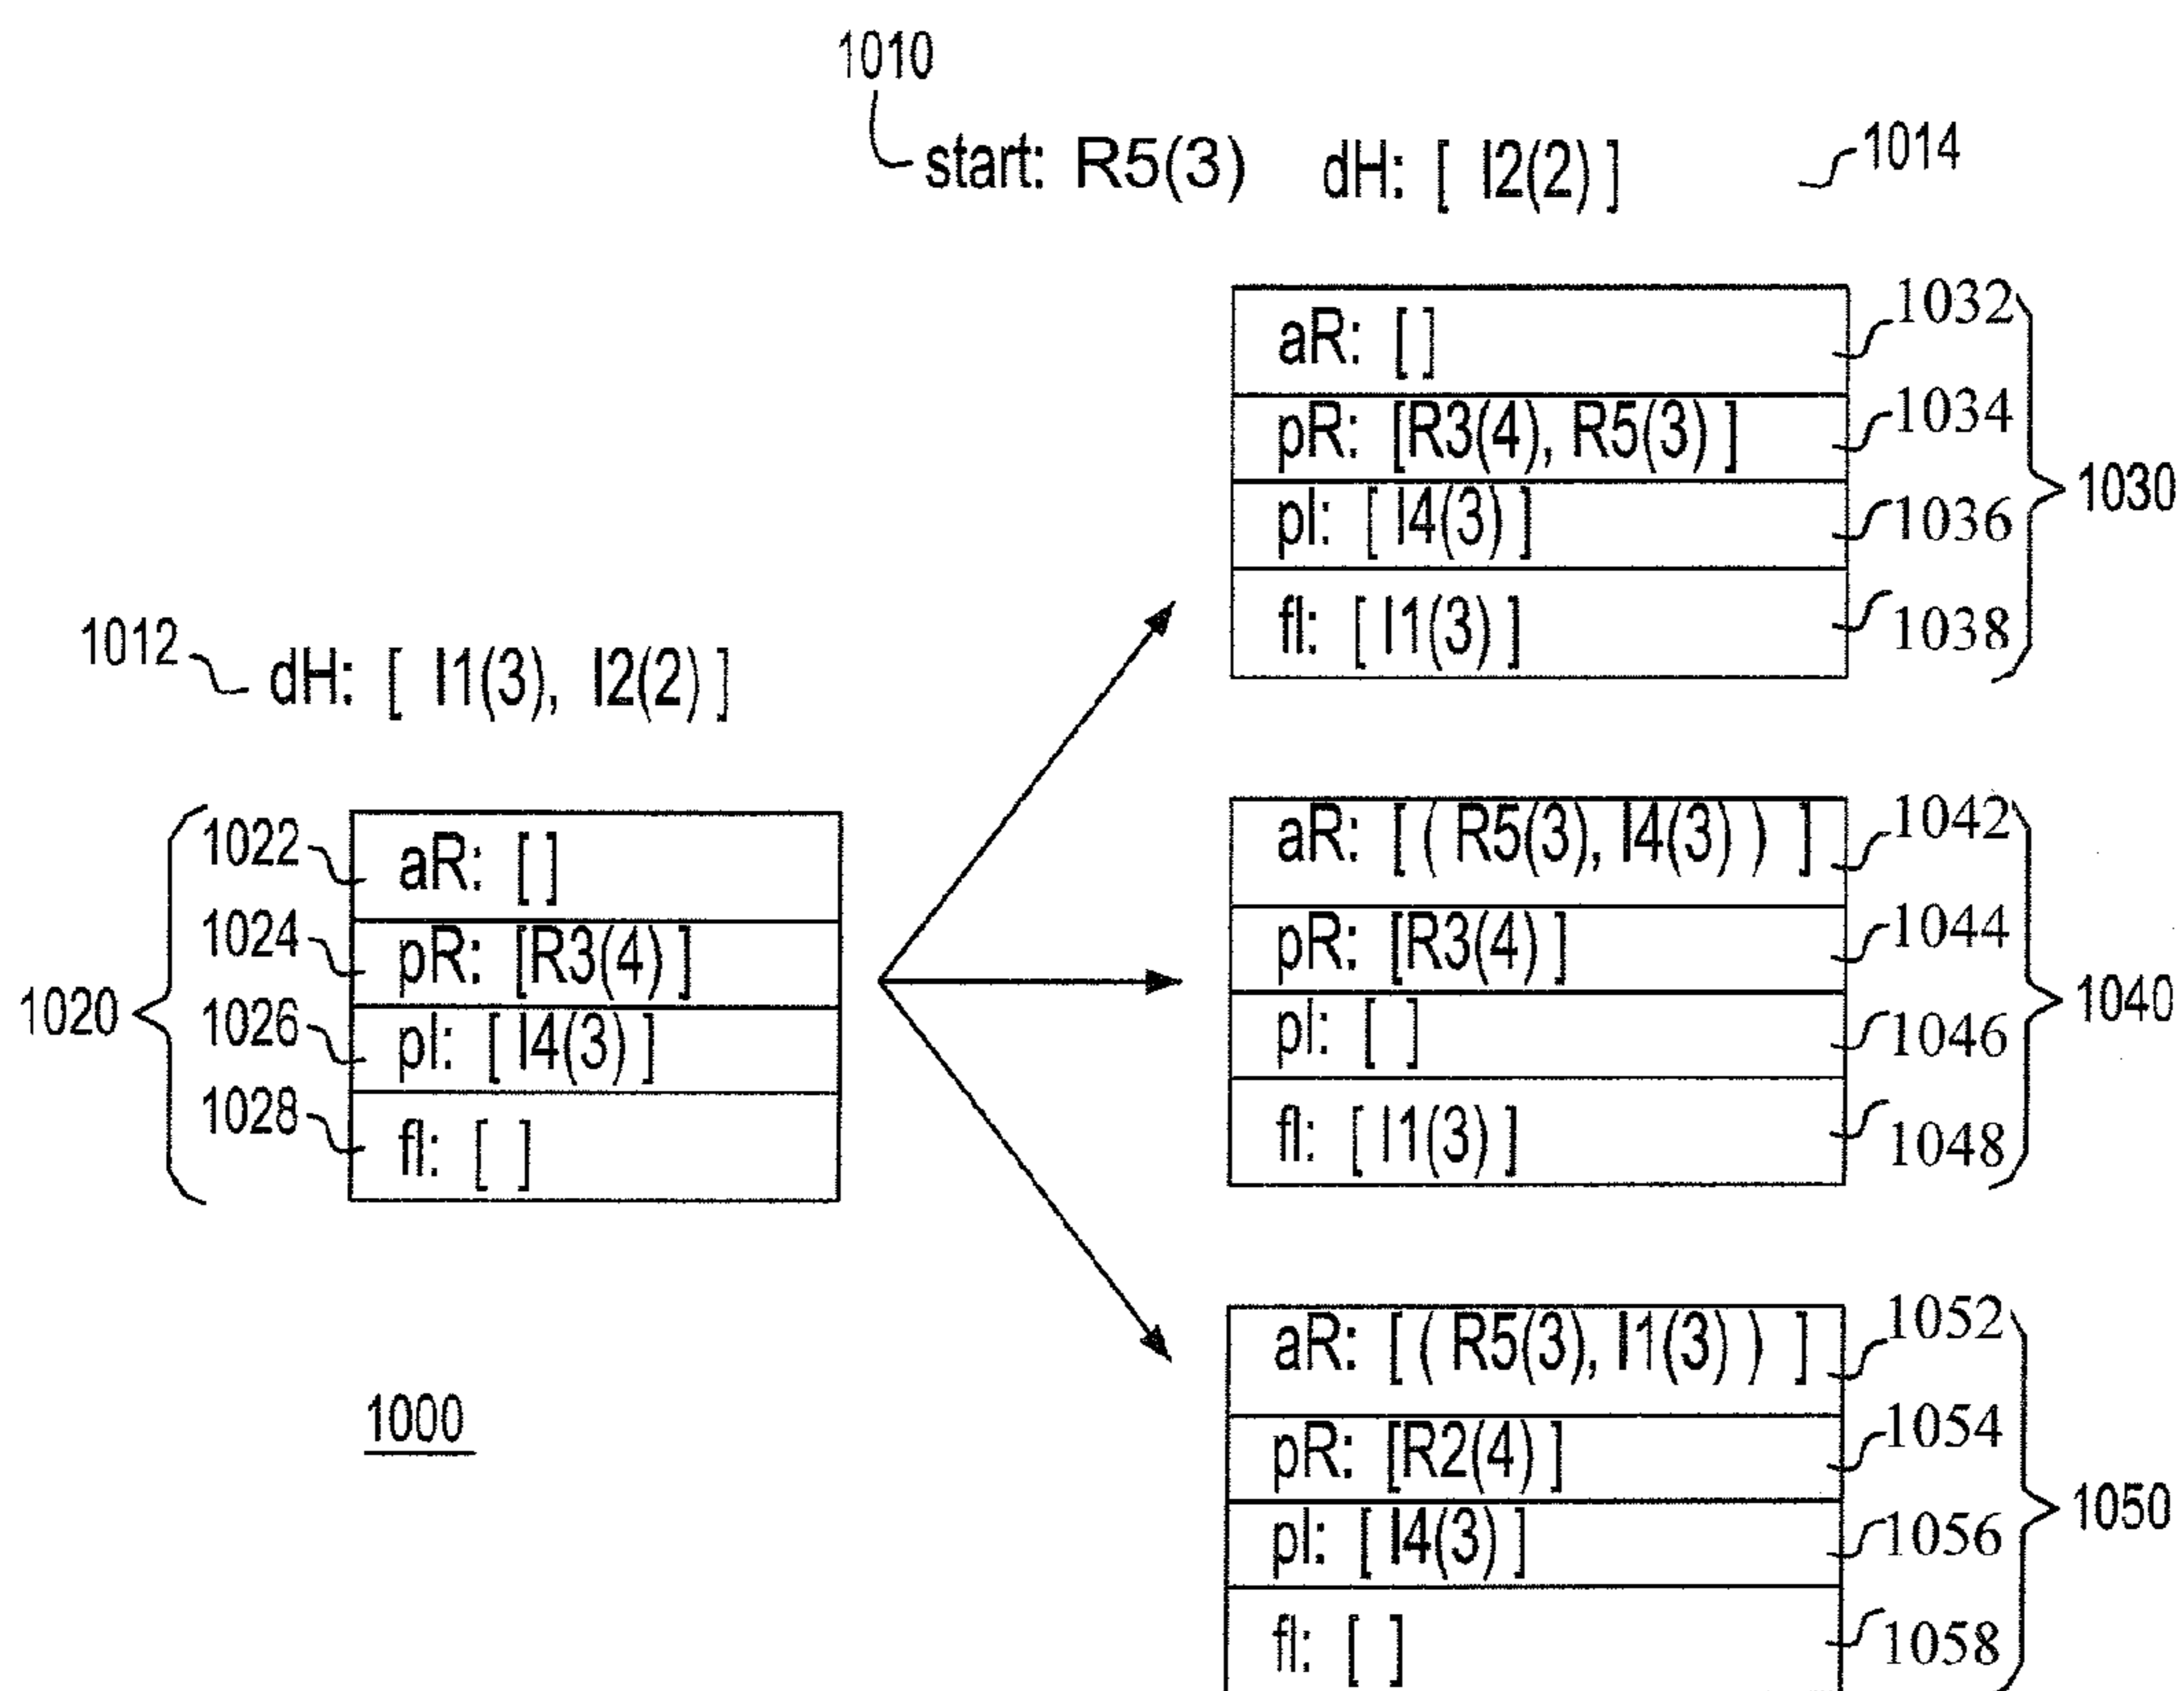 1010
start: R5(3) dH: [ I2(2) ] 1014
aR: [ ] 1032
pR: [R3(4), R5(3) ] 1034
pI: [ I4(3) ] 1036
fI: [ I1(3) ] 1038
1030
1012 dH: [ I1(3), I2(2) ]
1020
1022 aR: [ ]
1024 pR: [R3(4) ]
1026 pI: [ I4(3) ]
1028 fI: [ ]
aR: [ ( R5(3), I4(3) ) ] 1042
pR: [R3(4) ] 1044
pI: [ ] 1046
fI: [ I1(3) ] 1048
1040
aR: [ ( R5(3), I1(3) ) ] 1052
pR: [R2(4) ] 1054
pI: [ I4(3) ] 1056
fI: [ ] 1058
1050
1000